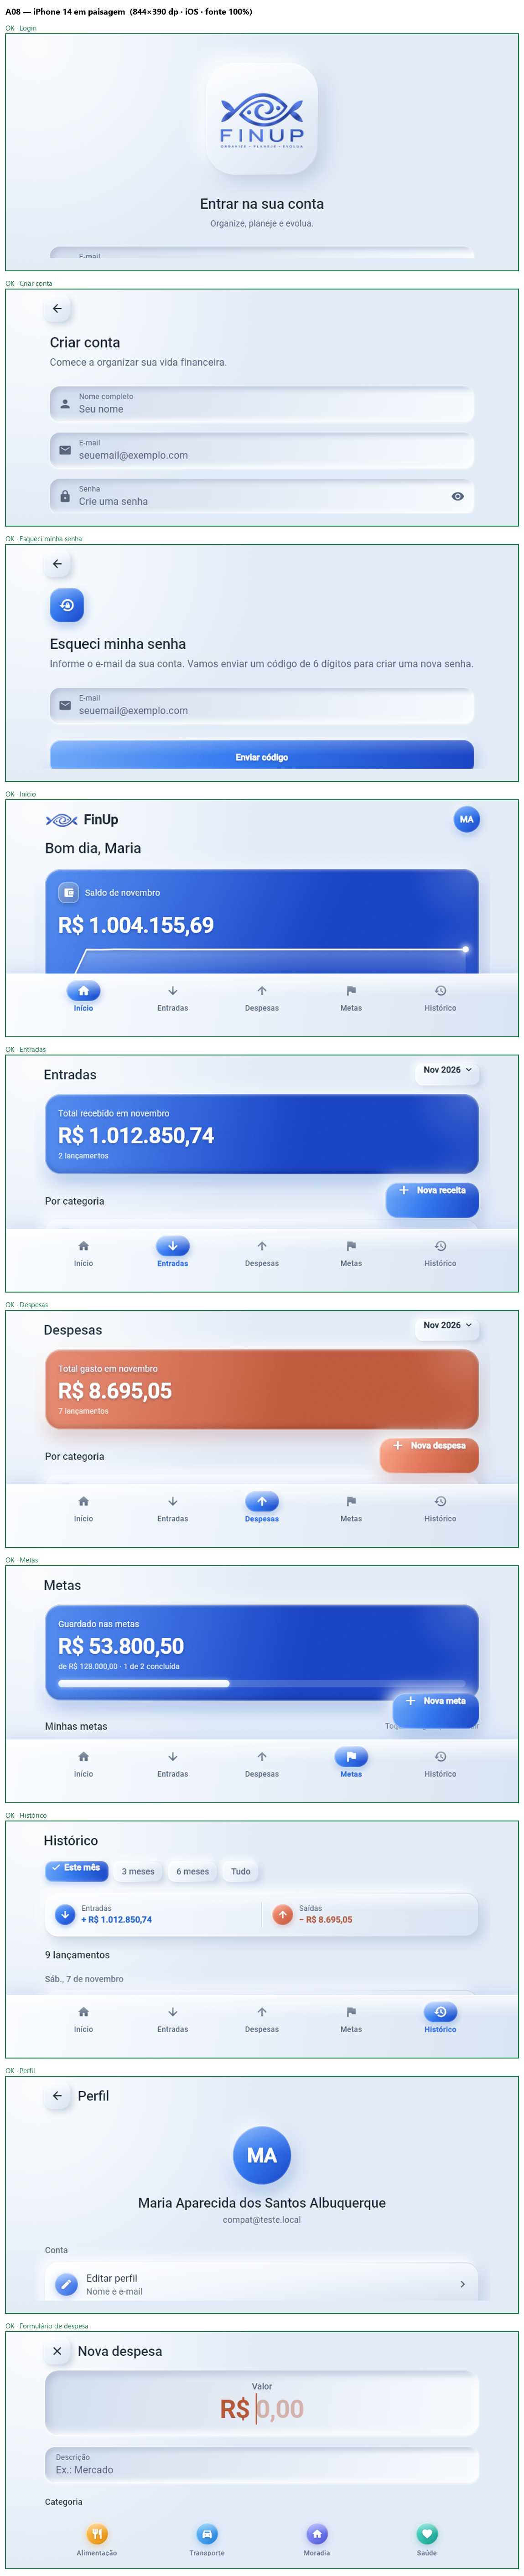 A08 — iPhone 14 em paisagem (844×390 dp · iOS · fonte 100%)
OK · Login
FINUP
ORGANIZE • PLANEJE • EVOLUA
Entrar na sua conta
Organize, planeje e evolua.
E-mail
OK · Criar conta
Criar conta
Comece a organizar sua vida financeira.
Nome completo
Seu nome
E-mail
seuemail@exemplo.com
Senha
Crie uma senha
OK · Esqueci minha senha
Esqueci minha senha
Informe o e-mail da sua conta. Vamos enviar um código de 6 dígitos para criar uma nova senha.
E-mail
seuemail@exemplo.com
Enviar código
OK · Início
FinUp
MA
Bom dia, Maria
Saldo de novembro
R$ 1.004.155,69
Início Entradas Despesas Metas Histórico
OK · Entradas
Entradas
Nov 2026
Total recebido em novembro
R$ 1.012.850,74
2 lançamentos
Nova receita
Por categoria
Início Entradas Despesas Metas Histórico
OK · Despesas
Despesas
Nov 2026
Total gasto em novembro
R$ 8.695,05
7 lançamentos
Nova despesa
Por categoria
Início Entradas Despesas Metas Histórico
OK · Metas
Metas
Guardado nas metas
R$ 53.800,50
de R$ 128.000,00 · 1 de 2 concluída
Nova meta
Minhas metas
Início Entradas Despesas Metas Histórico
OK · Histórico
Histórico
Este mês 3 meses 6 meses Tudo
Entradas
+ R$ 1.012.850,74
Saídas
− R$ 8.695,05
9 lançamentos
Sáb., 7 de novembro
Início Entradas Despesas Metas Histórico
OK · Perfil
Perfil
MA
Maria Aparecida dos Santos Albuquerque
compat@teste.local
Conta
Editar perfil
Nome e e-mail
OK · Formulário de despesa
Nova despesa
Valor
R$ 0,00
Descrição
Ex.: Mercado
Categoria
Alimentação Transporte Moradia Saúde